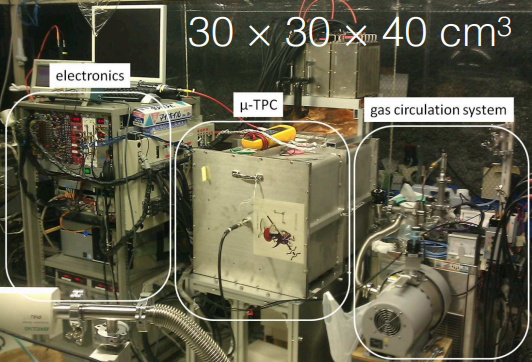 30 × 30 × 40 cm³
electronics
μ-TPC
gas circulation system